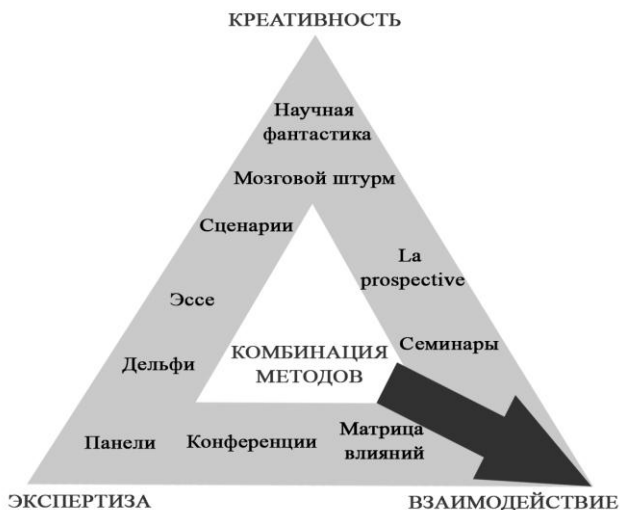 КРЕАТИВНОСТЬ
Научная
фантастика
Мозговой штурм
Сценарии
La
prospective
Эссе
Семинары
КОМБИНАЦИЯ
МЕТОДОВ
Дельфи
Панели
Конференции
Матрица
влияний
ЭКСПЕРТИЗА
ВЗАИМОДЕЙСТВИЕ